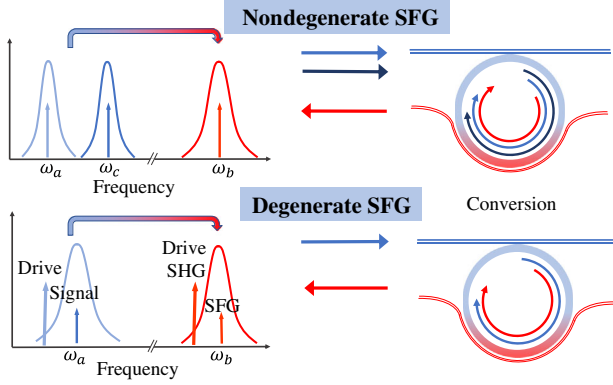 Nondegenerate SFG
ω_a
ω_c
ω_b
Frequency
Degenerate SFG
Conversion
Drive
Signal
Drive
SHG
SFG
ω_a
ω_b
Frequency